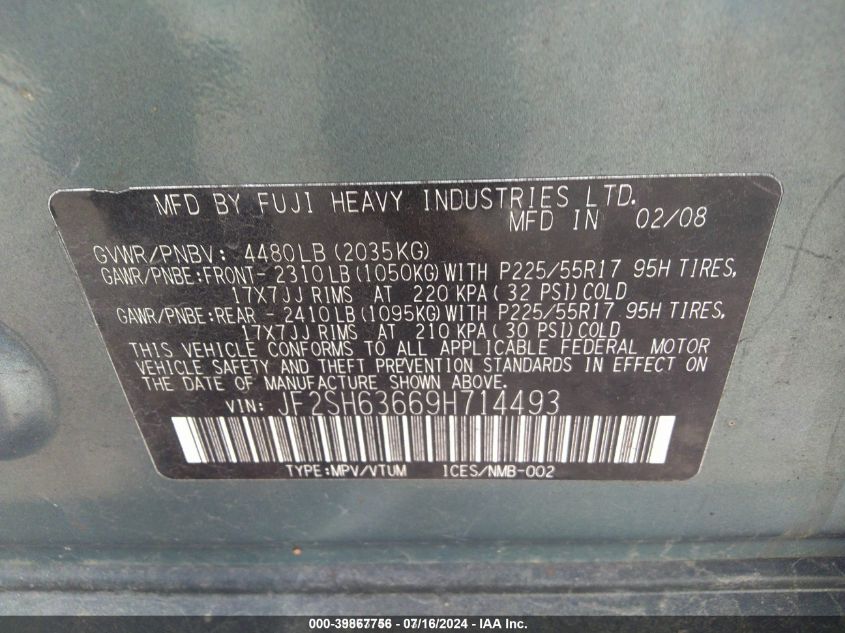 MFD BY FUJI HEAVY INDUSTRIES LTD.
MFD IN 02/08
GVWR/PNBV: 4480LB (2035KG)
GAWR/PNBE:FRONT- 2310LB (1050KG) WITH P225/55R17 95H TIRES,
17X7JJ RIMS AT 220 KPA ( 32 PSI) COLD
GAWR/PNBE:REAR - 2410LB (1095KG) WITH P225/55R17 95H TIRES,
17X7JJ RIMS AT 210 KPA ( 30 PSI) COLD
THIS VEHICLE CONFORMS TO ALL APPLICABLE FEDERAL MOTOR
VEHICLE SAFETY AND THEFT PREVENTION STANDARDS IN EFFECT ON
THE DATE OF MANUFACTURE SHOWN ABOVE.
VIN: JF2SH63669H714493
TYPE:MPV/VTUM ICES/NMB-002
000-39867756 - 07/16/2024 - IAA Inc.